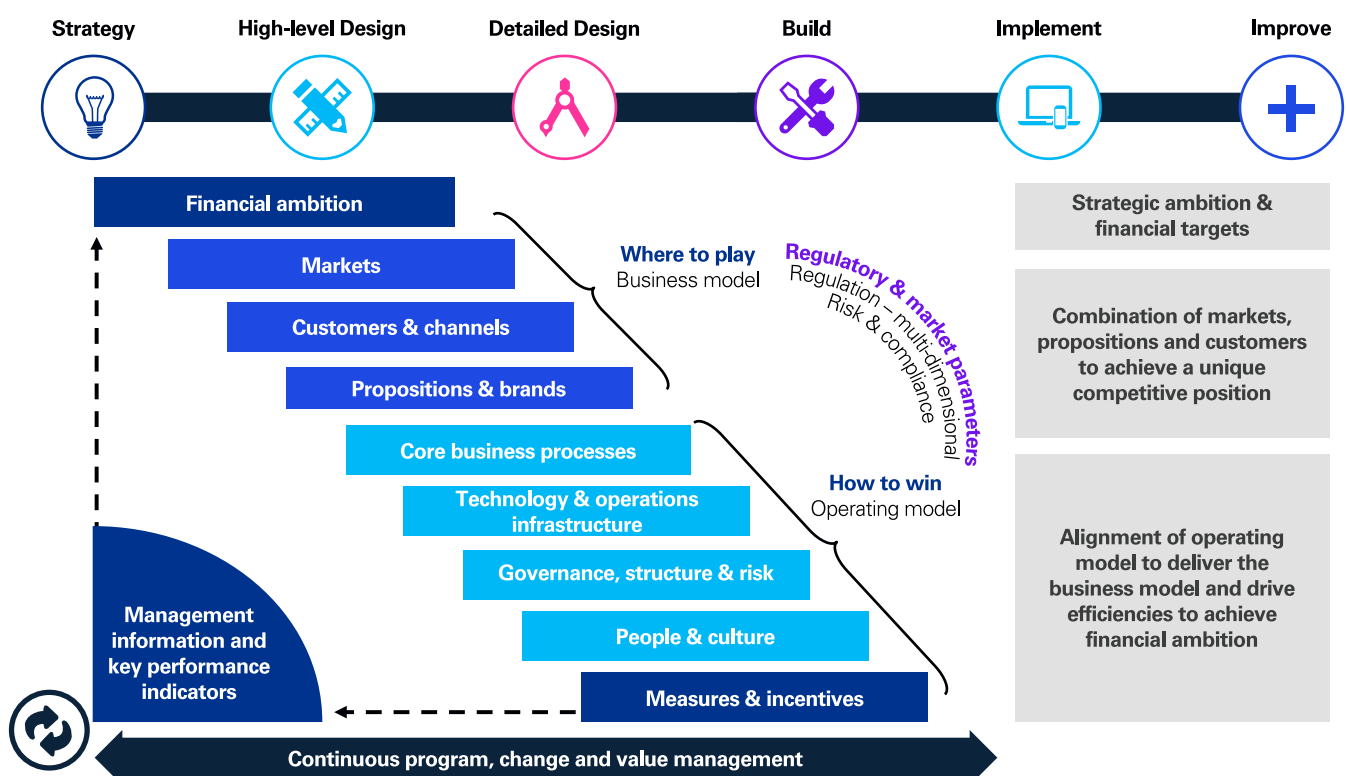 Strategy
High-level Design
Detailed Design
Build
Implement
Improve
Financial ambition
Markets
Customers & channels
Propositions & brands
Core business processes
Technology & operations
infrastructure
Governance, structure & risk
People & culture
Measures & incentives
Where to play
Business model
How to win
Operating model
Regulatory & market parameters
Regulation – multi-dimensional
Risk & compliance
Strategic ambition &
financial targets
Combination of markets,
propositions and customers
to achieve a unique
competitive position
Alignment of operating
model to deliver the
business model and drive
efficiencies to achieve
financial ambition
Management
information and
key performance
indicators
Continuous program, change and value management